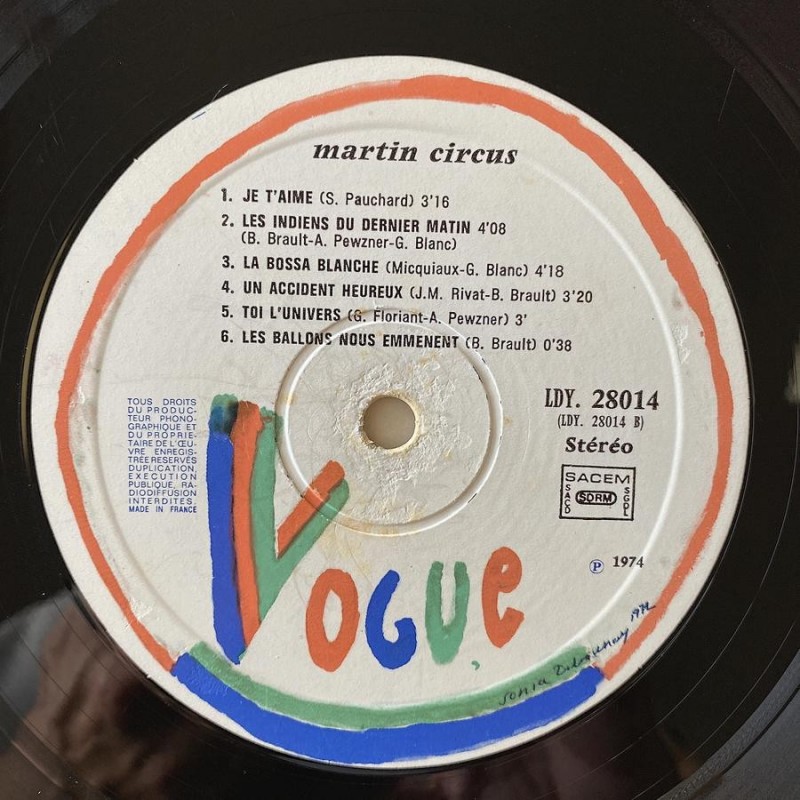 martin circus
1. JE T'AIME (S. Pauchard) 3'16
2. LES INDIENS DU DERNIER MATIN 4'08
(B. Brault-A. Pewzner-G. Blanc)
3. LA BOSSA BLANCHE (Micquiaux-G. Blanc) 4'18
4. UN ACCIDENT HEUREUX (J.M. Rivat-B. Brault) 3'20
5. TOI L'UNIVERS (G. Floriant-A. Pewzner) 3'
6. LES BALLONS NOUS EMMENENT (B. Brault) 0'38
TOUS DROITS
DU PRODUC-
TEUR PHONO-
GRAPHIQUE ET
DU PROPRIE-
TAIRE DE L'ŒU-
VRE ENREGIS-
TRÉE RESERVÉS
DUPLICATION,
EXECUTION
PUBLIQUE, RA-
DIODIFFUSION
INTERDITES.
MADE IN FRANCE
LDY. 28014
(LDY. 28014 B)
Stéréo
SACEM
SACD
SDRM
SGDL
℗ 1974
VOGUE
Sonia Delaunay 1972